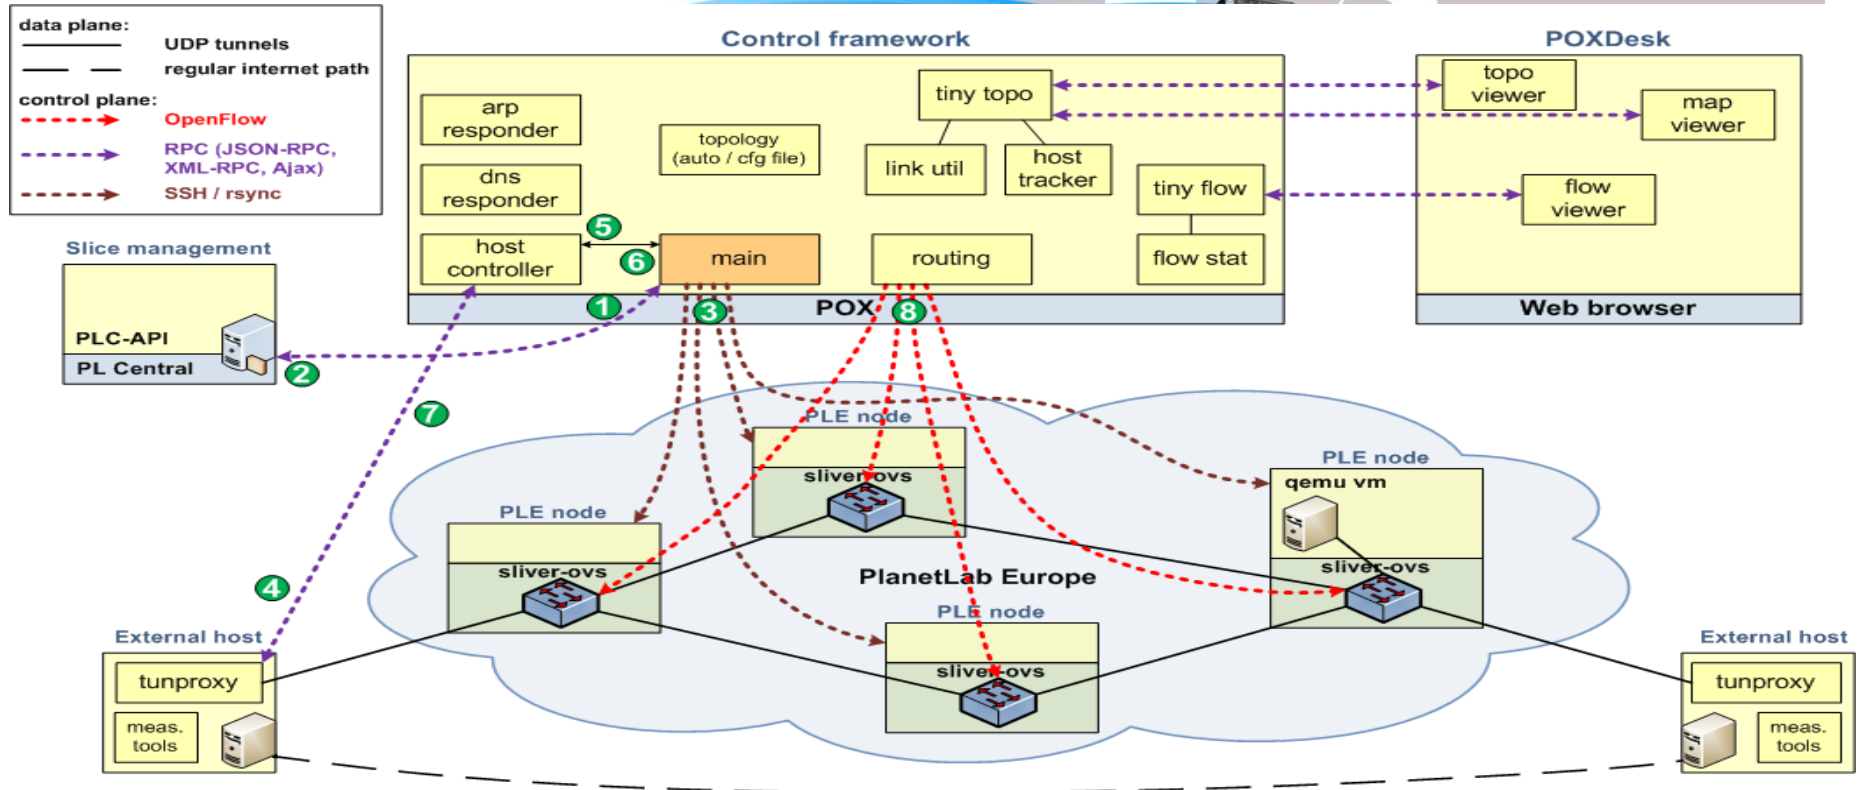 data plane:
UDP tunnels
regular internet path
control plane:
OpenFlow
RPC (JSON-RPC,
XML-RPC, Ajax)
SSH / rsync
Control framework
arp
responder
dns
responder
host
controller
topology
(auto / cfg file)
main
tiny topo
link util
host
tracker
routing
tiny flow
flow stat
POX
POXDesk
topo
viewer
map
viewer
flow
viewer
Web browser
Slice management
PLC-API
PL Central
1
2
3
4
5
6
7
8
PLE node
sliver-ovs
PLE node
sliver-ovs
PLE node
sliver-ovs
PLE node
qemu vm
sliver-ovs
PlanetLab Europe
External host
tunproxy
meas.
tools
External host
tunproxy
meas.
tools